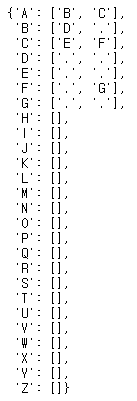 {'A': ['B', 'C'],
'B': ['D', '.'],
'C': ['E', 'F'],
'D': ['.', '.'],
'E': ['.', '.'],
'F': ['.', 'G'],
'G': ['.', '.'],
'H': [],
'I': [],
'J': [],
'K': [],
'L': [],
'M': [],
'N': [],
'O': [],
'P': [],
'Q': [],
'R': [],
'S': [],
'T': [],
'U': [],
'V': [],
'W': [],
'X': [],
'Y': [],
'Z': []}